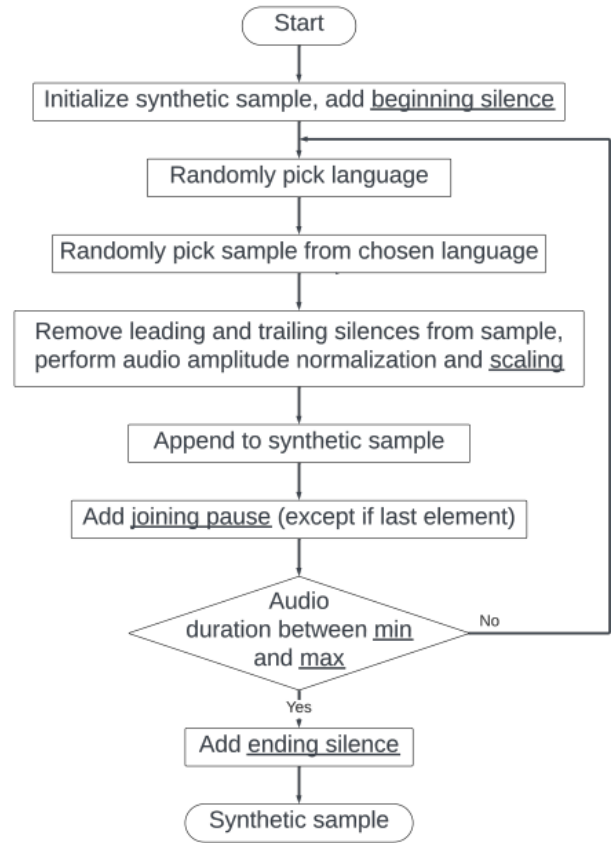 Start
Initialize synthetic sample, add beginning silence
Randomly pick language
Randomly pick sample from chosen language
Remove leading and trailing silences from sample,
perform audio amplitude normalization and scaling
Append to synthetic sample
Add joining pause (except if last element)
Audio
duration between min
and max
No
Yes
Add ending silence
Synthetic sample